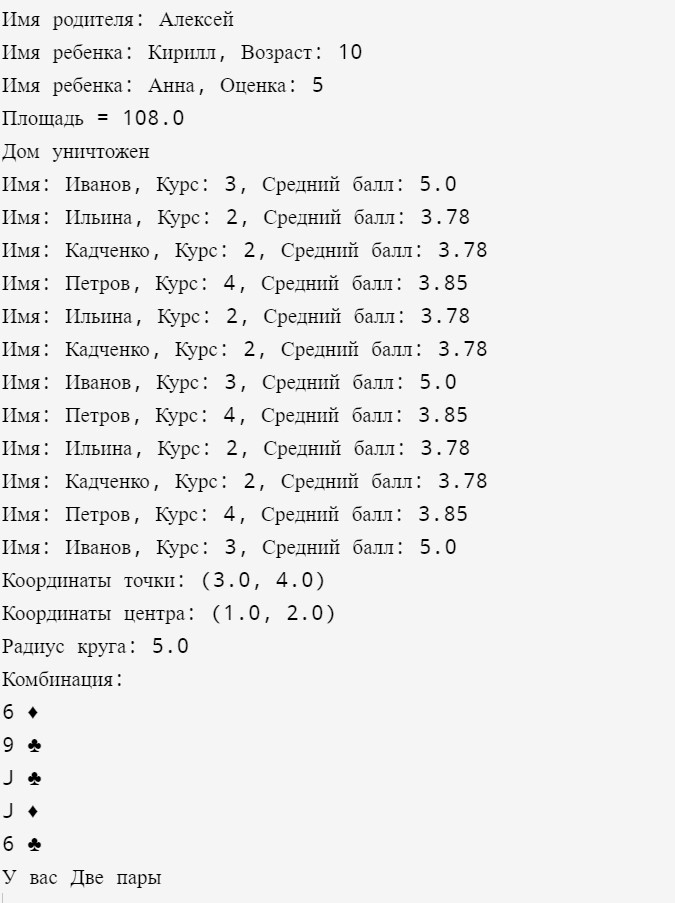 Имя родителя: Алексей
Имя ребенка: Кирилл, Возраст: 10
Имя ребенка: Анна, Оценка: 5
Площадь = 108.0
Дом уничтожен
Имя: Иванов, Курс: 3, Средний балл: 5.0
Имя: Ильина, Курс: 2, Средний балл: 3.78
Имя: Кадченко, Курс: 2, Средний балл: 3.78
Имя: Петров, Курс: 4, Средний балл: 3.85
Имя: Ильина, Курс: 2, Средний балл: 3.78
Имя: Кадченко, Курс: 2, Средний балл: 3.78
Имя: Иванов, Курс: 3, Средний балл: 5.0
Имя: Петров, Курс: 4, Средний балл: 3.85
Имя: Ильина, Курс: 2, Средний балл: 3.78
Имя: Кадченко, Курс: 2, Средний балл: 3.78
Имя: Петров, Курс: 4, Средний балл: 3.85
Имя: Иванов, Курс: 3, Средний балл: 5.0
Координаты точки: (3.0, 4.0)
Координаты центра: (1.0, 2.0)
Радиус круга: 5.0
Комбинация:
6 ♦
9 ♣
J ♣
J ♦
6 ♣
У вас Две пары